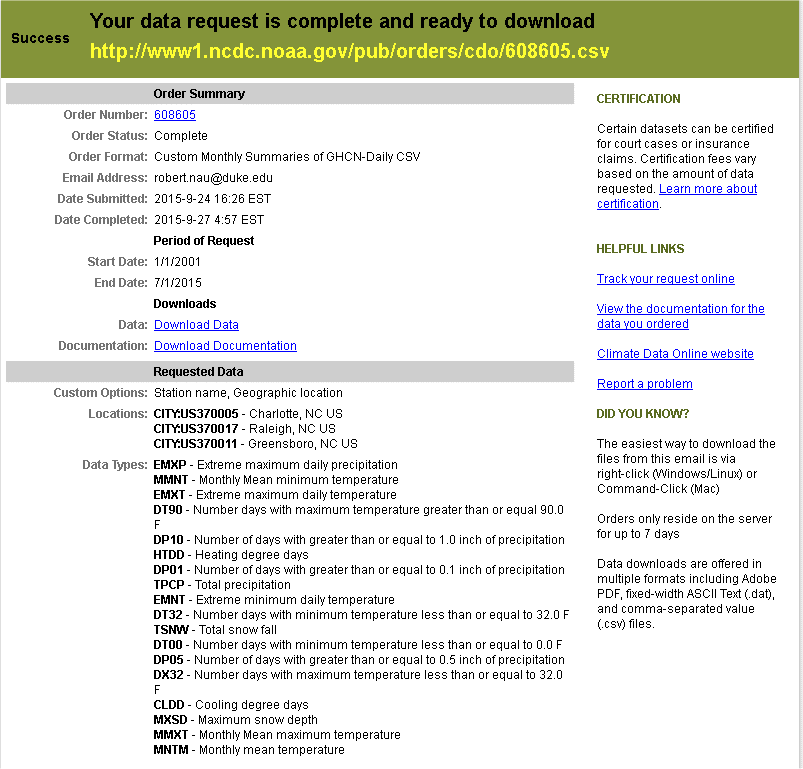 Success
Your data request is complete and ready to download
http://www1.ncdc.noaa.gov/pub/orders/cdo/608605.csv
Order Summary
Order Number: 608605
Order Status: Complete
Order Format: Custom Monthly Summaries of GHCN-Daily CSV
Email Address: robert.nau@duke.edu
Date Submitted: 2015-9-24 16:26 EST
Date Completed: 2015-9-27 4:57 EST
Period of Request
Start Date: 1/1/2001
End Date: 7/1/2015
Downloads
Data: Download Data
Documentation: Download Documentation
Requested Data
Custom Options: Station name, Geographic location
Locations: CITY:US370005 - Charlotte, NC US
CITY:US370017 - Raleigh, NC US
CITY:US370011 - Greensboro, NC US
Data Types: EMXP - Extreme maximum daily precipitation
MMNT - Monthly Mean minimum temperature
EMXT - Extreme maximum daily temperature
DT90 - Number days with maximum temperature greater than or equal 90.0
F
DP10 - Number of days with greater than or equal to 1.0 inch of precipitation
HTDD - Heating degree days
DP01 - Number of days with greater than or equal to 0.1 inch of precipitation
TPCP - Total precipitation
EMNT - Extreme minimum daily temperature
DT32 - Number days with minimum temperature less than or equal to 32.0 F
TSNW - Total snow fall
DT00 - Number days with minimum temperature less than or equal to 0.0 F
DP05 - Number of days with greater than or equal to 0.5 inch of precipitation
DX32 - Number days with maximum temperature less than or equal to 32.0
F
CLDD - Cooling degree days
MXSD - Maximum snow depth
MMXT - Monthly Mean maximum temperature
MNTM - Monthly mean temperature
CERTIFICATION
Certain datasets can be certified
for court cases or insurance
claims. Certification fees vary
based on the amount of data
requested. Learn more about
certification.
HELPFUL LINKS
Track your request online
View the documentation for the
data you ordered
Climate Data Online website
Report a problem
DID YOU KNOW?
The easiest way to download the
files from this email is via
right-click (Windows/Linux) or
Command-Click (Mac)
Orders only reside on the server
for up to 7 days
Data downloads are offered in
multiple formats including Adobe
PDF, fixed-width ASCII Text (.dat),
and comma-separated value
(.csv) files.